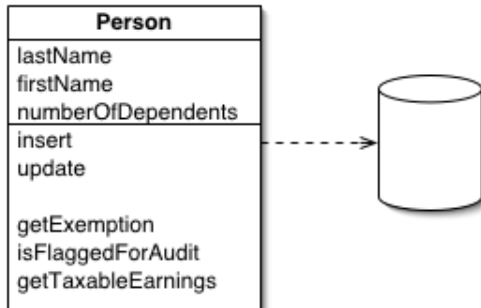 Person
lastName
firstName
numberOfDependents
insert
update
getExemption
isFlaggedForAudit
getTaxableEarnings